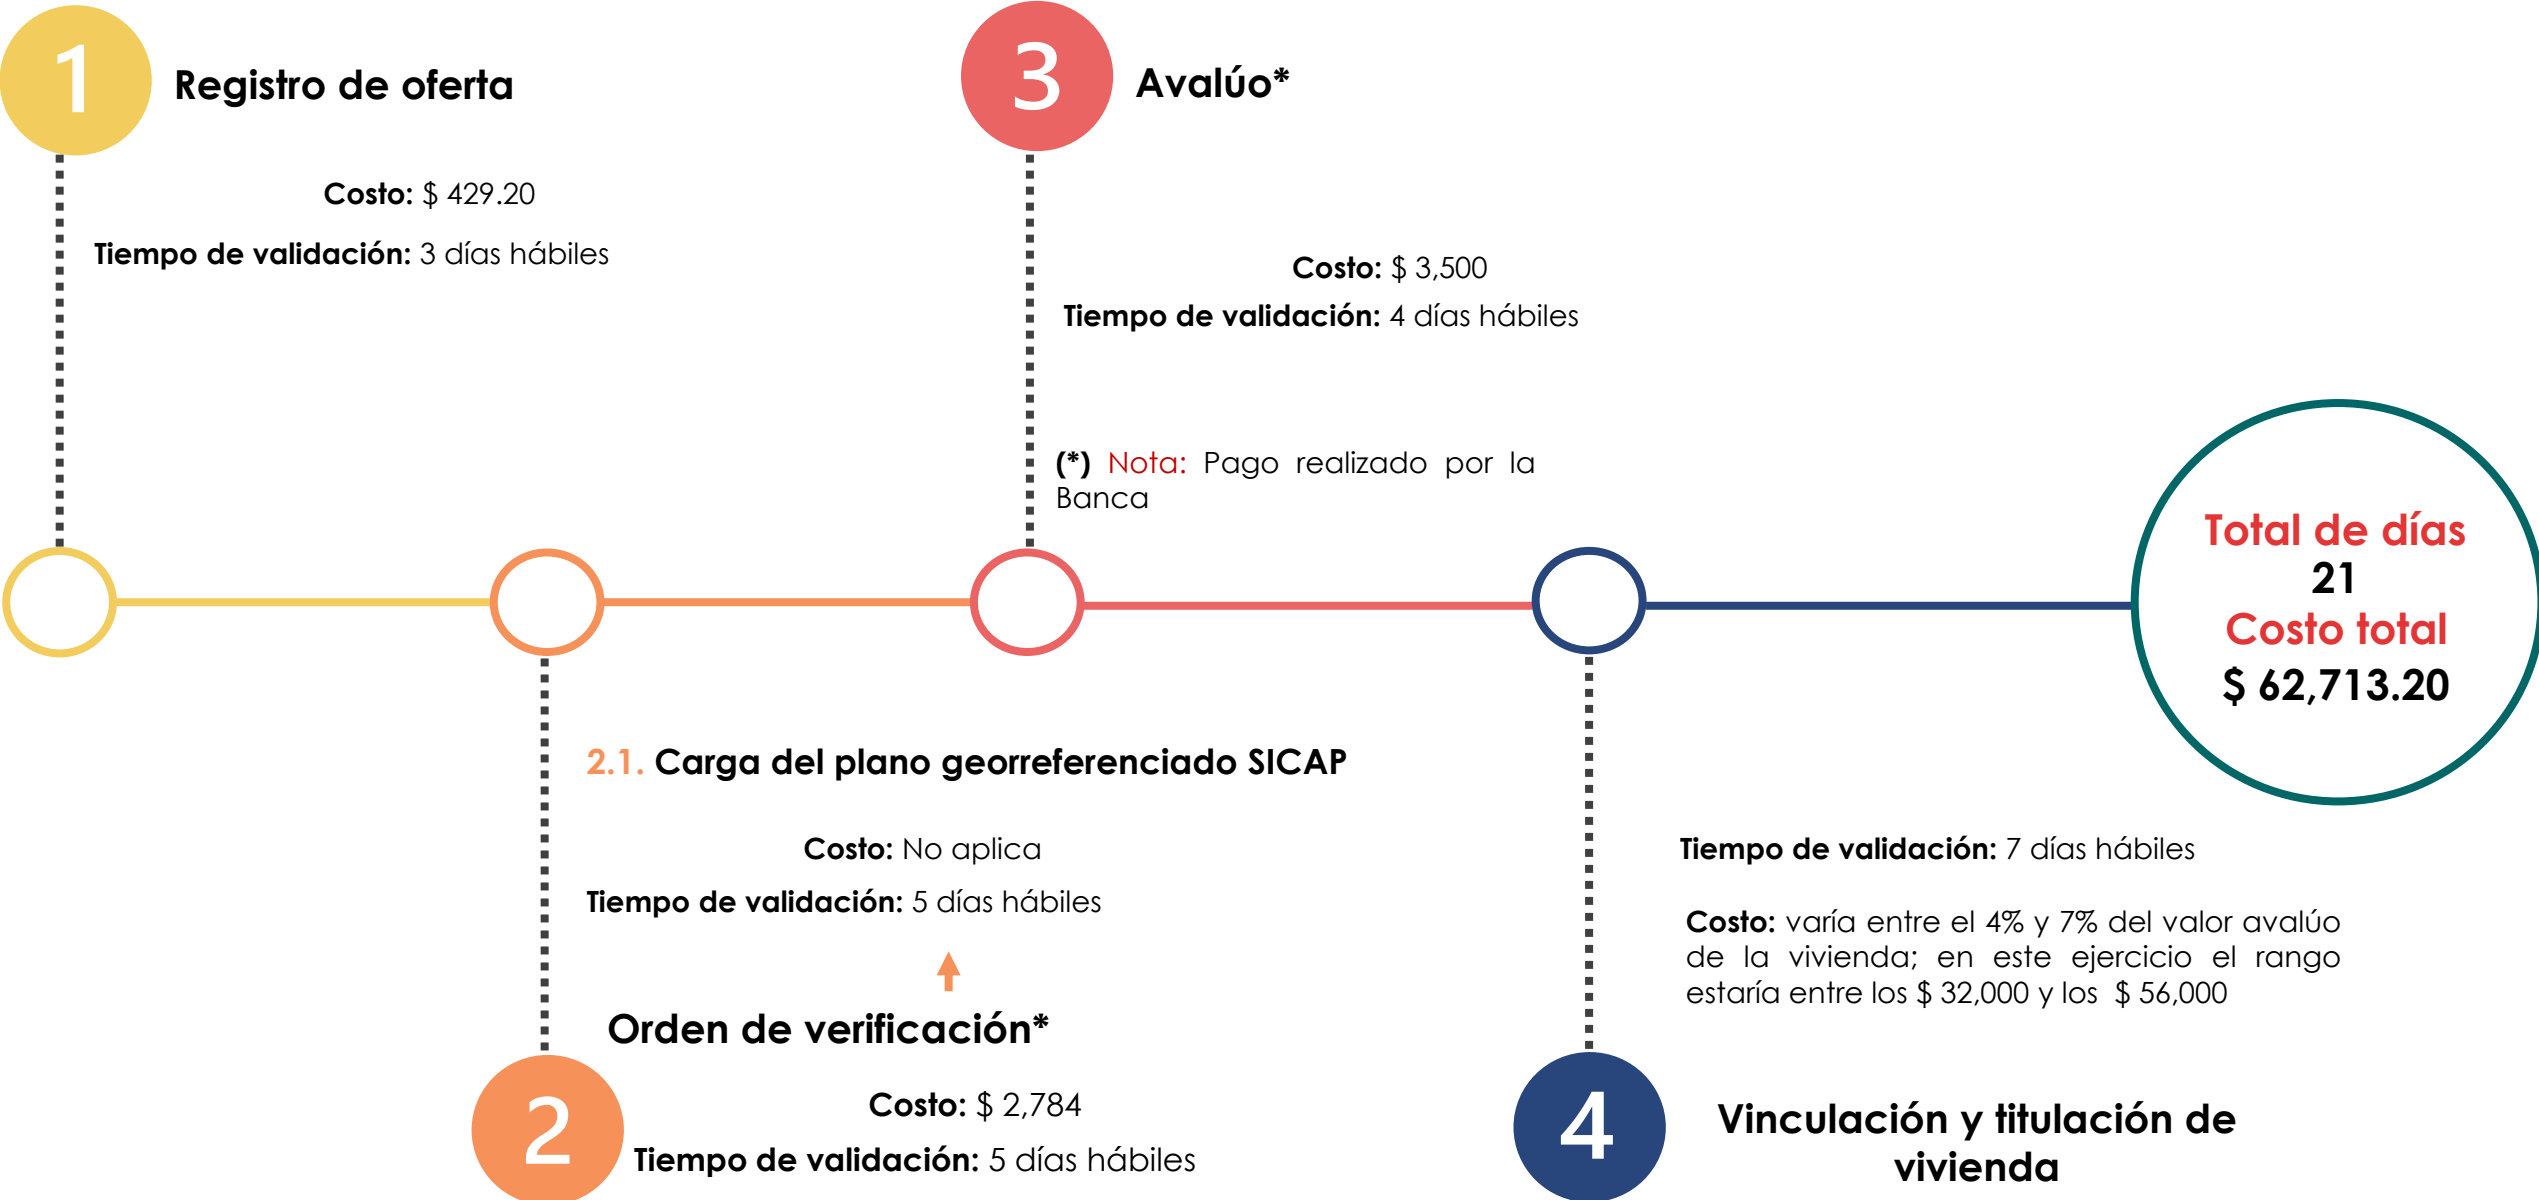 1
Registro de oferta
Costo: $ 429.20
Tiempo de validación: 3 días hábiles
2
Orden de verificación*
Costo: $ 2,784
Tiempo de validación: 5 días hábiles
2.1. Carga del plano georreferenciado SICAP
Costo: No aplica
Tiempo de validación: 5 días hábiles
3
Avalúo*
Costo: $ 3,500
Tiempo de validación: 4 días hábiles
(*) Nota: Pago realizado por la
Banca
4
Vinculación y titulación de
vivienda
Tiempo de validación: 7 días hábiles
Costo: varía entre el 4% y 7% del valor avalúo
de la vivienda; en este ejercicio el rango
estaría entre los $ 32,000 y los $ 56,000
Total de días
21
Costo total
$ 62,713.20